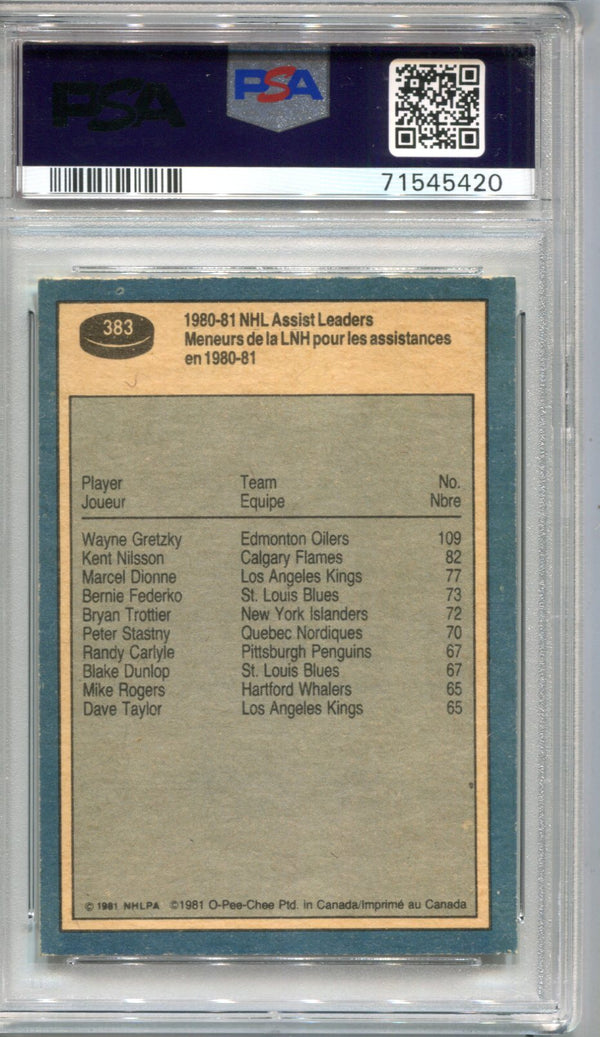 PSA
PSA
71545420
383
1980-81 NHL Assist Leaders
Meneurs de la LNH pour les assistances
en 1980-81
Player Team No.
Joueur Equipe Nbre
Wayne Gretzky Edmonton Oilers 109
Kent Nilsson Calgary Flames 82
Marcel Dionne Los Angeles Kings 77
Bernie Federko St. Louis Blues 73
Bryan Trottier New York Islanders 72
Peter Stastny Quebec Nordiques 70
Randy Carlyle Pittsburgh Penguins 67
Blake Dunlop St. Louis Blues 67
Mike Rogers Hartford Whalers 65
Dave Taylor Los Angeles Kings 65
© 1981 NHLPA ©1981 O-Pee-Chee Ptd. in Canada/Imprimé au Canada